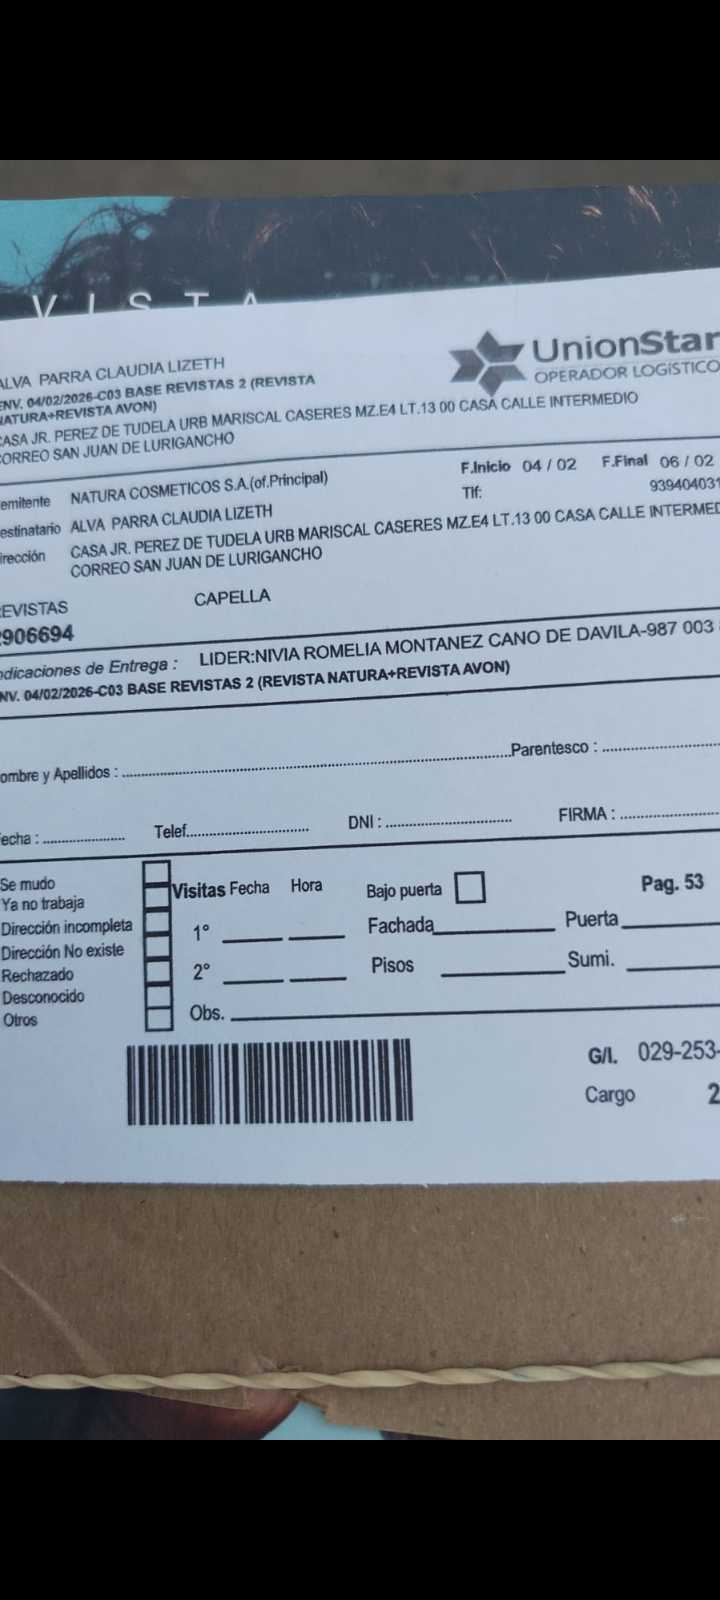 VISTA
ALVA PARRA CLAUDIA LIZETH
ENV. 04/02/2026-C03 BASE REVISTAS 2 (REVISTA
NATURA+REVISTA AVON)
CASA JR. PEREZ DE TUDELA URB MARISCAL CASERES MZ.E4 LT.13 00 CASA CALLE INTERMEDIO
CORREO SAN JUAN DE LURIGANCHO
UnionStar
OPERADOR LOGÍSTICO
emitente NATURA COSMETICOS S.A.(of.Principal)
F.Inicio 04 / 02 F.Final 06 / 02
estinatario ALVA PARRA CLAUDIA LIZETH
Tlf: 939404031
irección CASA JR. PEREZ DE TUDELA URB MARISCAL CASERES MZ.E4 LT.13 00 CASA CALLE INTERMED
CORREO SAN JUAN DE LURIGANCHO
EVISTAS CAPELLA
2906694
ndicaciones de Entrega : LIDER:NIVIA ROMELIA MONTANEZ CANO DE DAVILA-987 003
NV. 04/02/2026-C03 BASE REVISTAS 2 (REVISTA NATURA+REVISTA AVON)
ombre y Apellidos : Parentesco :
echa : Telef. DNI : FIRMA :
Se mudo
Ya no trabaja
Dirección incompleta
Dirección No existe
Rechazado
Desconocido
Otros
Visitas Fecha Hora Bajo puerta Pag. 53
1° Fachada Puerta
2° Pisos Sumi.
Obs.
G/I. 029-253-
Cargo 2